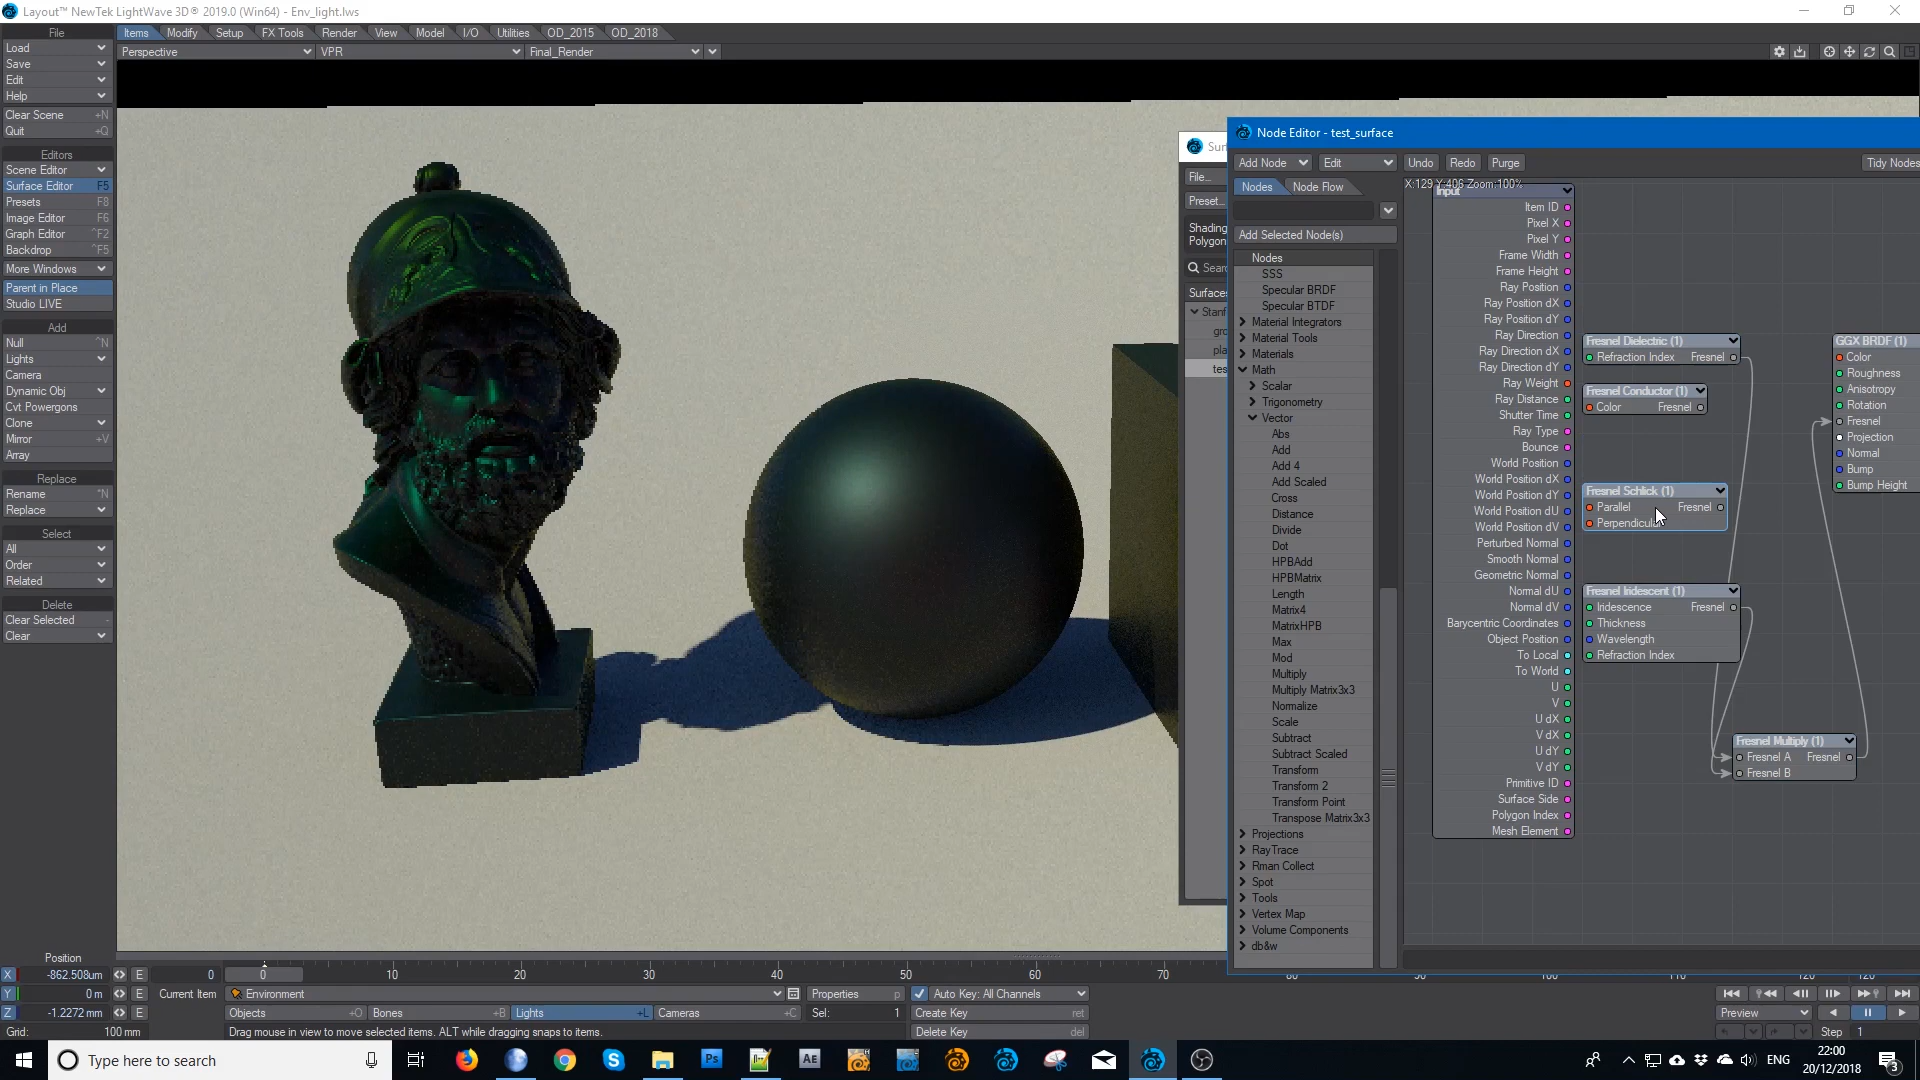 Layout™ NewTek LightWave 3D® 2019.0 (Win64) - Env_light.lws
File
Load
Save
Edit
Help
Clear Scene +N
Quit +Q
Editors
Scene Editor
Surface Editor F5
Presets F8
Image Editor F6
Graph Editor ^F2
Backdrop ^F5
More Windows
Parent in Place
Studio LIVE
Add
Null ^N
Lights
Camera
Dynamic Obj
Cvt Powergons
Clone
Mirror +V
Array
Replace
Rename ^N
Replace
Select
All
Order
Related
Delete
Clear Selected -
Clear
Items Modify Setup FX Tools Render View Model I/O Utilities OD_2015 OD_2018
Perspective VPR Final_Render
File...
Preset...
Shading
Polygon
Surfaces
Node Editor - test_surface
Add Node Edit Undo Redo Purge Tidy Nodes
Nodes Node Flow
X:129 Y:406 Zoom:100%
Add Selected Node(s)
Nodes
SSS
Specular BRDF
Specular BTDF
Material Integrators
Material Tools
Materials
Math
Scalar
Trigonometry
Vector
Abs
Add
Add 4
Add Scaled
Cross
Distance
Divide
Dot
HPBAdd
HPBMatrix
Length
Matrix4
MatrixHPB
Max
Mod
Multiply
Multiply Matrix3x3
Normalize
Scale
Subtract
Subtract Scaled
Transform
Transform 2
Transform Point
Transpose Matrix3x3
Projections
RayTrace
Rman Collect
Spot
Tools
Vertex Map
Volume Components
db&w
Input
Item ID
Pixel X
Pixel Y
Frame Width
Frame Height
Ray Position
Ray Position dX
Ray Position dY
Ray Direction
Ray Direction dX
Ray Direction dY
Ray Weight
Ray Distance
Shutter Time
Ray Type
Bounce
World Position
World Position dX
World Position dY
World Position dU
World Position dV
Perturbed Normal
Smooth Normal
Geometric Normal
Normal dU
Normal dV
Barycentric Coordinates
Object Position
To Local
To World
U
V
U dX
V dX
U dY
V dY
Primitive ID
Surface Side
Polygon Index
Mesh Element
Fresnel Dielectric (1)
Refraction Index Fresnel
Fresnel Conductor (1)
Color Fresnel
Fresnel Schlick (1)
Parallel Fresnel
Perpendicular
Fresnel Iridescent (1)
Iridescence Fresnel
Thickness
Wavelength
Refraction Index
Fresnel Multiply (1)
Fresnel A Fresnel
Fresnel B
GGX BRDF (1)
Color
Roughness
Anisotropy
Rotation
Fresnel
Projection
Normal
Bump
Bump Height
0 10 20 30 40 50 60 70
Position
X -862.508um E
Y 0 m E
Z -1.2272 mm E
Grid: 100 mm
0 0
Current Item Environment Properties p Auto Key: All Channels
Objects +O Bones +B Lights +L Cameras +C Sel: 1 Create Key ret
Drag mouse in view to move selected items. ALT while dragging snaps to items. Delete Key del
Preview
Step 1
Type here to search
Ps
AE
ENG
22:00
20/12/2018
3